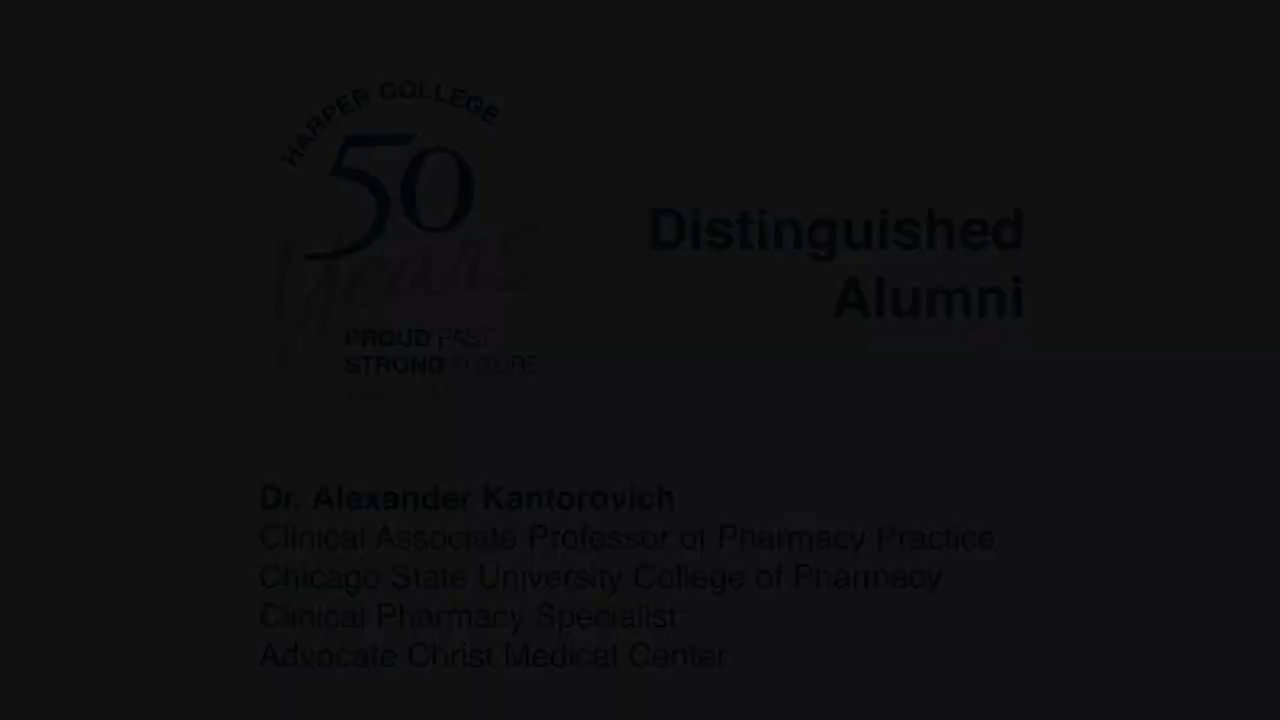 HARPER COLLEGE
50
Years
PROUD PAST
STRONG FUTURE
Distinguished
Alumni
Dr. Alexander Kantorovich
Clinical Associate Professor of Pharmacy Practice
Chicago State University College of Pharmacy
Clinical Pharmacy Specialist
Advocate Christ Medical Center